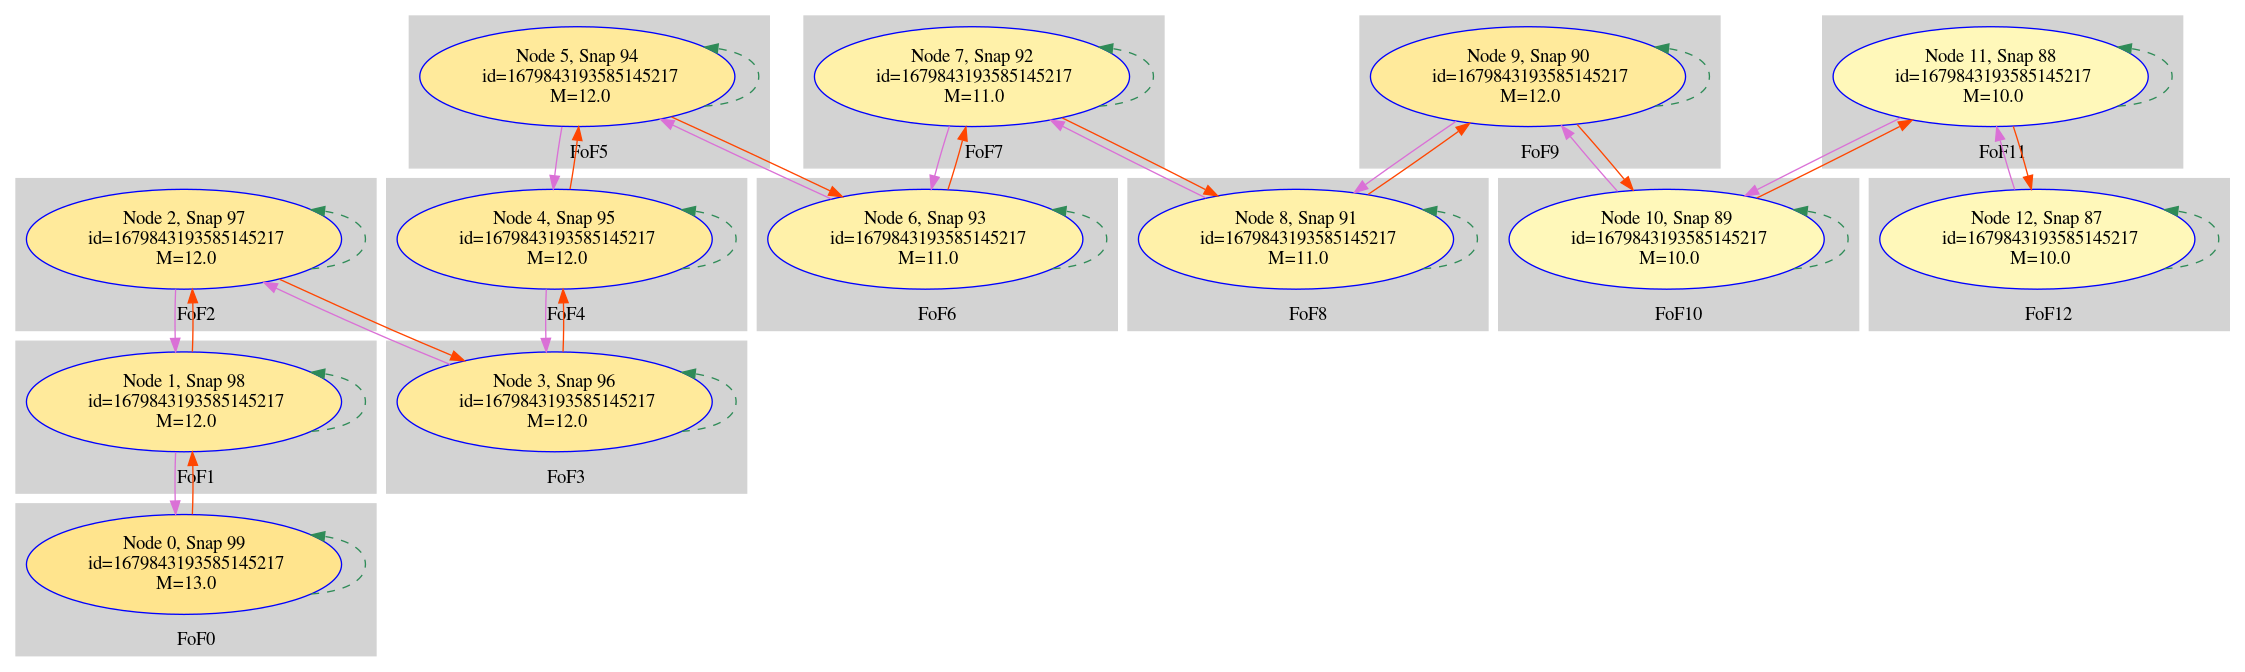 Node 5, Snap 94
id=1679843193585145217
M=12.0
FoF5
Node 7, Snap 92
id=1679843193585145217
M=11.0
FoF7
Node 9, Snap 90
id=1679843193585145217
M=12.0
FoF9
Node 11, Snap 88
id=1679843193585145217
M=10.0
FoF11
Node 2, Snap 97
id=1679843193585145217
M=12.0
FoF2
Node 4, Snap 95
id=1679843193585145217
M=12.0
FoF4
Node 6, Snap 93
id=1679843193585145217
M=11.0
FoF6
Node 8, Snap 91
id=1679843193585145217
M=11.0
FoF8
Node 10, Snap 89
id=1679843193585145217
M=10.0
FoF10
Node 12, Snap 87
id=1679843193585145217
M=10.0
FoF12
Node 1, Snap 98
id=1679843193585145217
M=12.0
FoF1
Node 3, Snap 96
id=1679843193585145217
M=12.0
FoF3
Node 0, Snap 99
id=1679843193585145217
M=13.0
FoF0